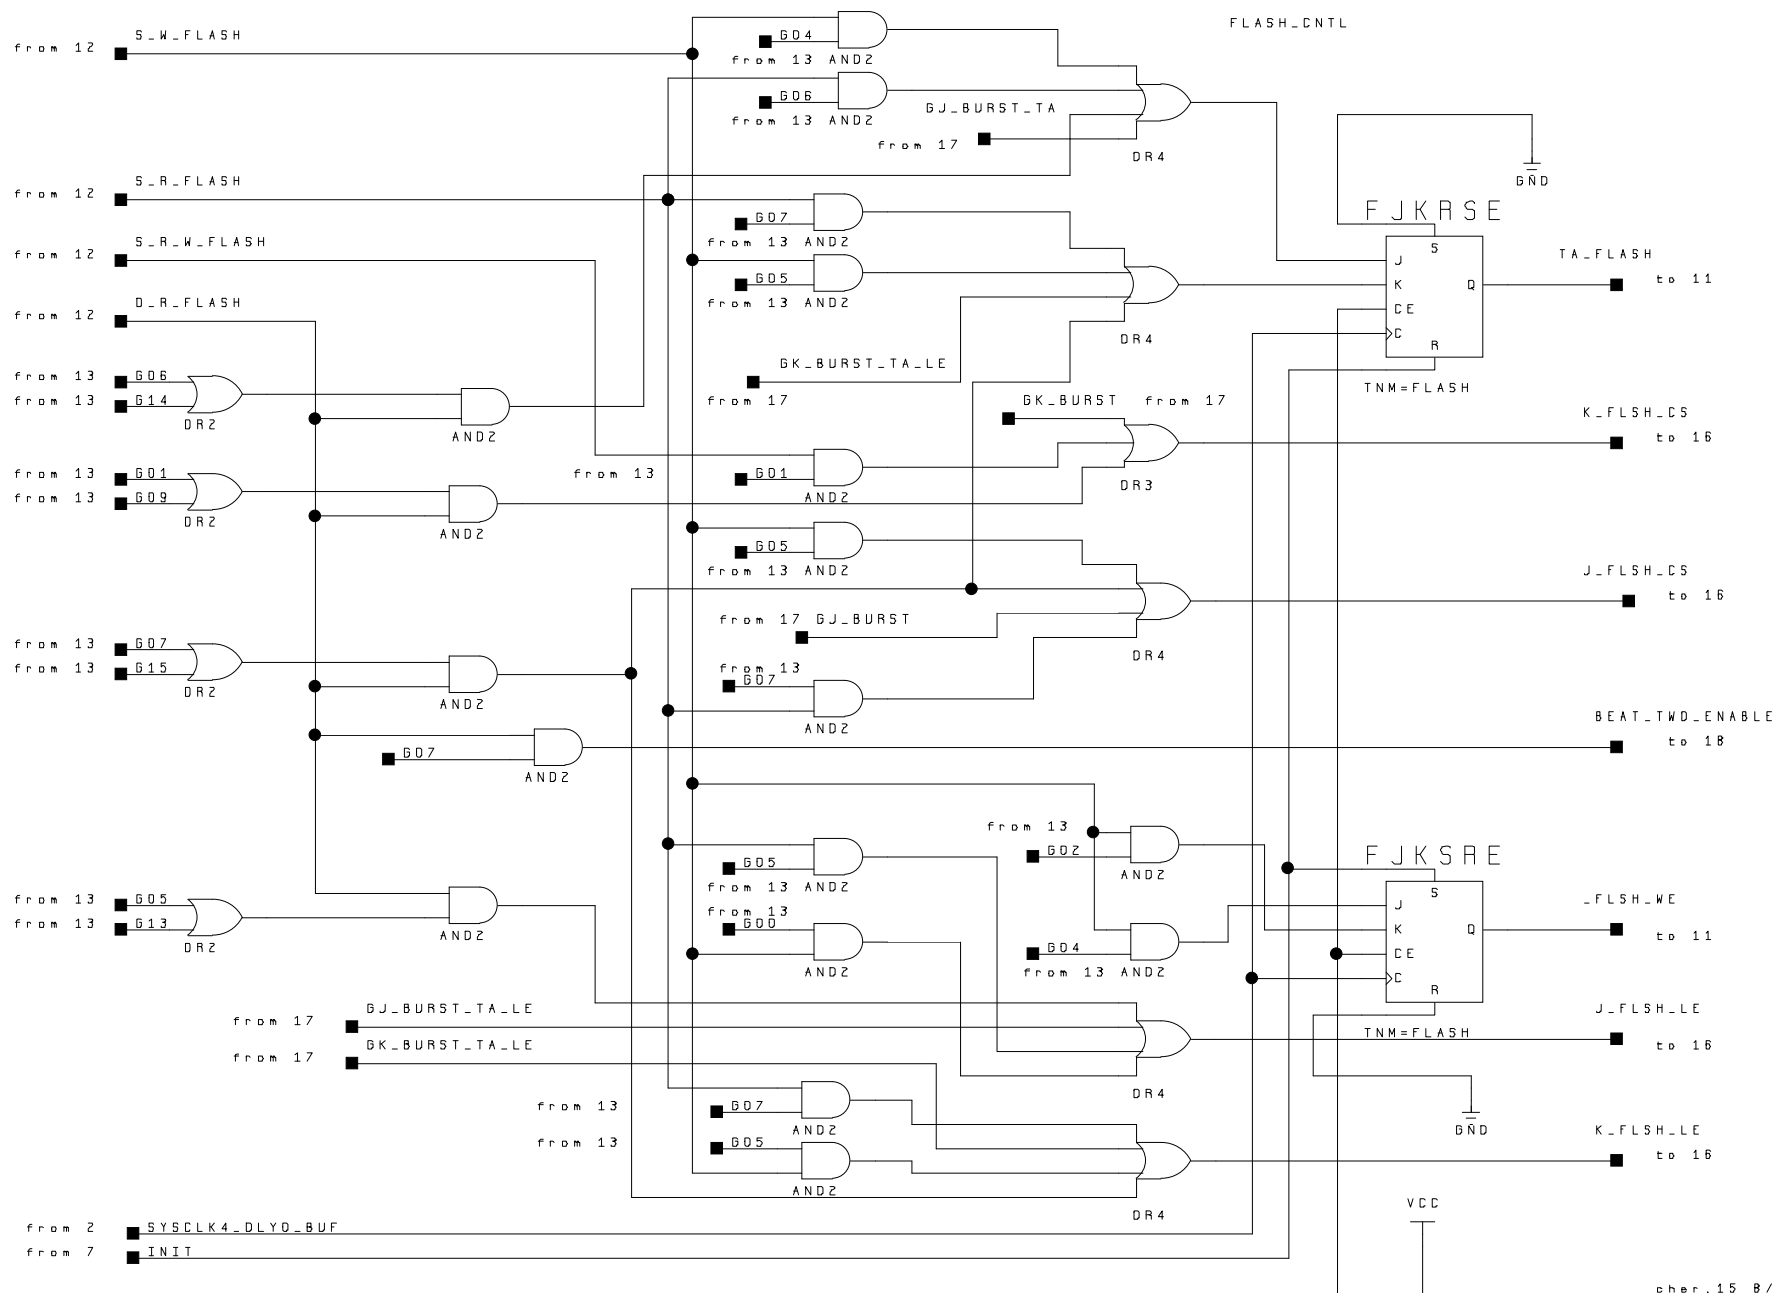 FLASH_CNTL
S_W_FLASH
from 12
G04
from 13 AND2
G06
from 13 AND2
GJ_BURST_TA
from 17
OR4
GND
S_R_FLASH
from 12
G07
from 13 AND2
FJKRSE
S
J
K
CE
C
R
Q
TNM=FLASH
TA_FLASH
to 11
S_R_W_FLASH
from 12
G05
from 13 AND2
OR4
D_R_FLASH
from 12
GK_BURST_TA_LE
from 17
from 13 G06
from 13 G14
OR2
AND2
GK_BURST from 17
K_FLSH_CS
to 16
from 13 G01
from 13 G09
OR2
AND2
from 13
G01
AND2
OR3
G05
from 13 AND2
J_FLSH_CS
to 16
from 17 GJ_BURST
OR4
from 13 G07
from 13 G15
OR2
AND2
from 13
G07
AND2
BEAT_TWO_ENABLE
to 18
G07
AND2
from 13
G02
AND2
G05
from 13 AND2
FJKSRE
S
J
K
CE
C
R
Q
TNM=FLASH
_FLSH_WE
to 11
from 13 G05
from 13 G13
OR2
AND2
from 13
G00
AND2
G04
from 13 AND2
GJ_BURST_TA_LE
from 17
GK_BURST_TA_LE
from 17
J_FLSH_LE
to 16
OR4
from 13
G07
AND2
from 13
G05
AND2
GND
K_FLSH_LE
to 16
OR4
VCC
from 2 SYSCLK4_DLY0_BUF
from 7 INIT
cher.15 8/